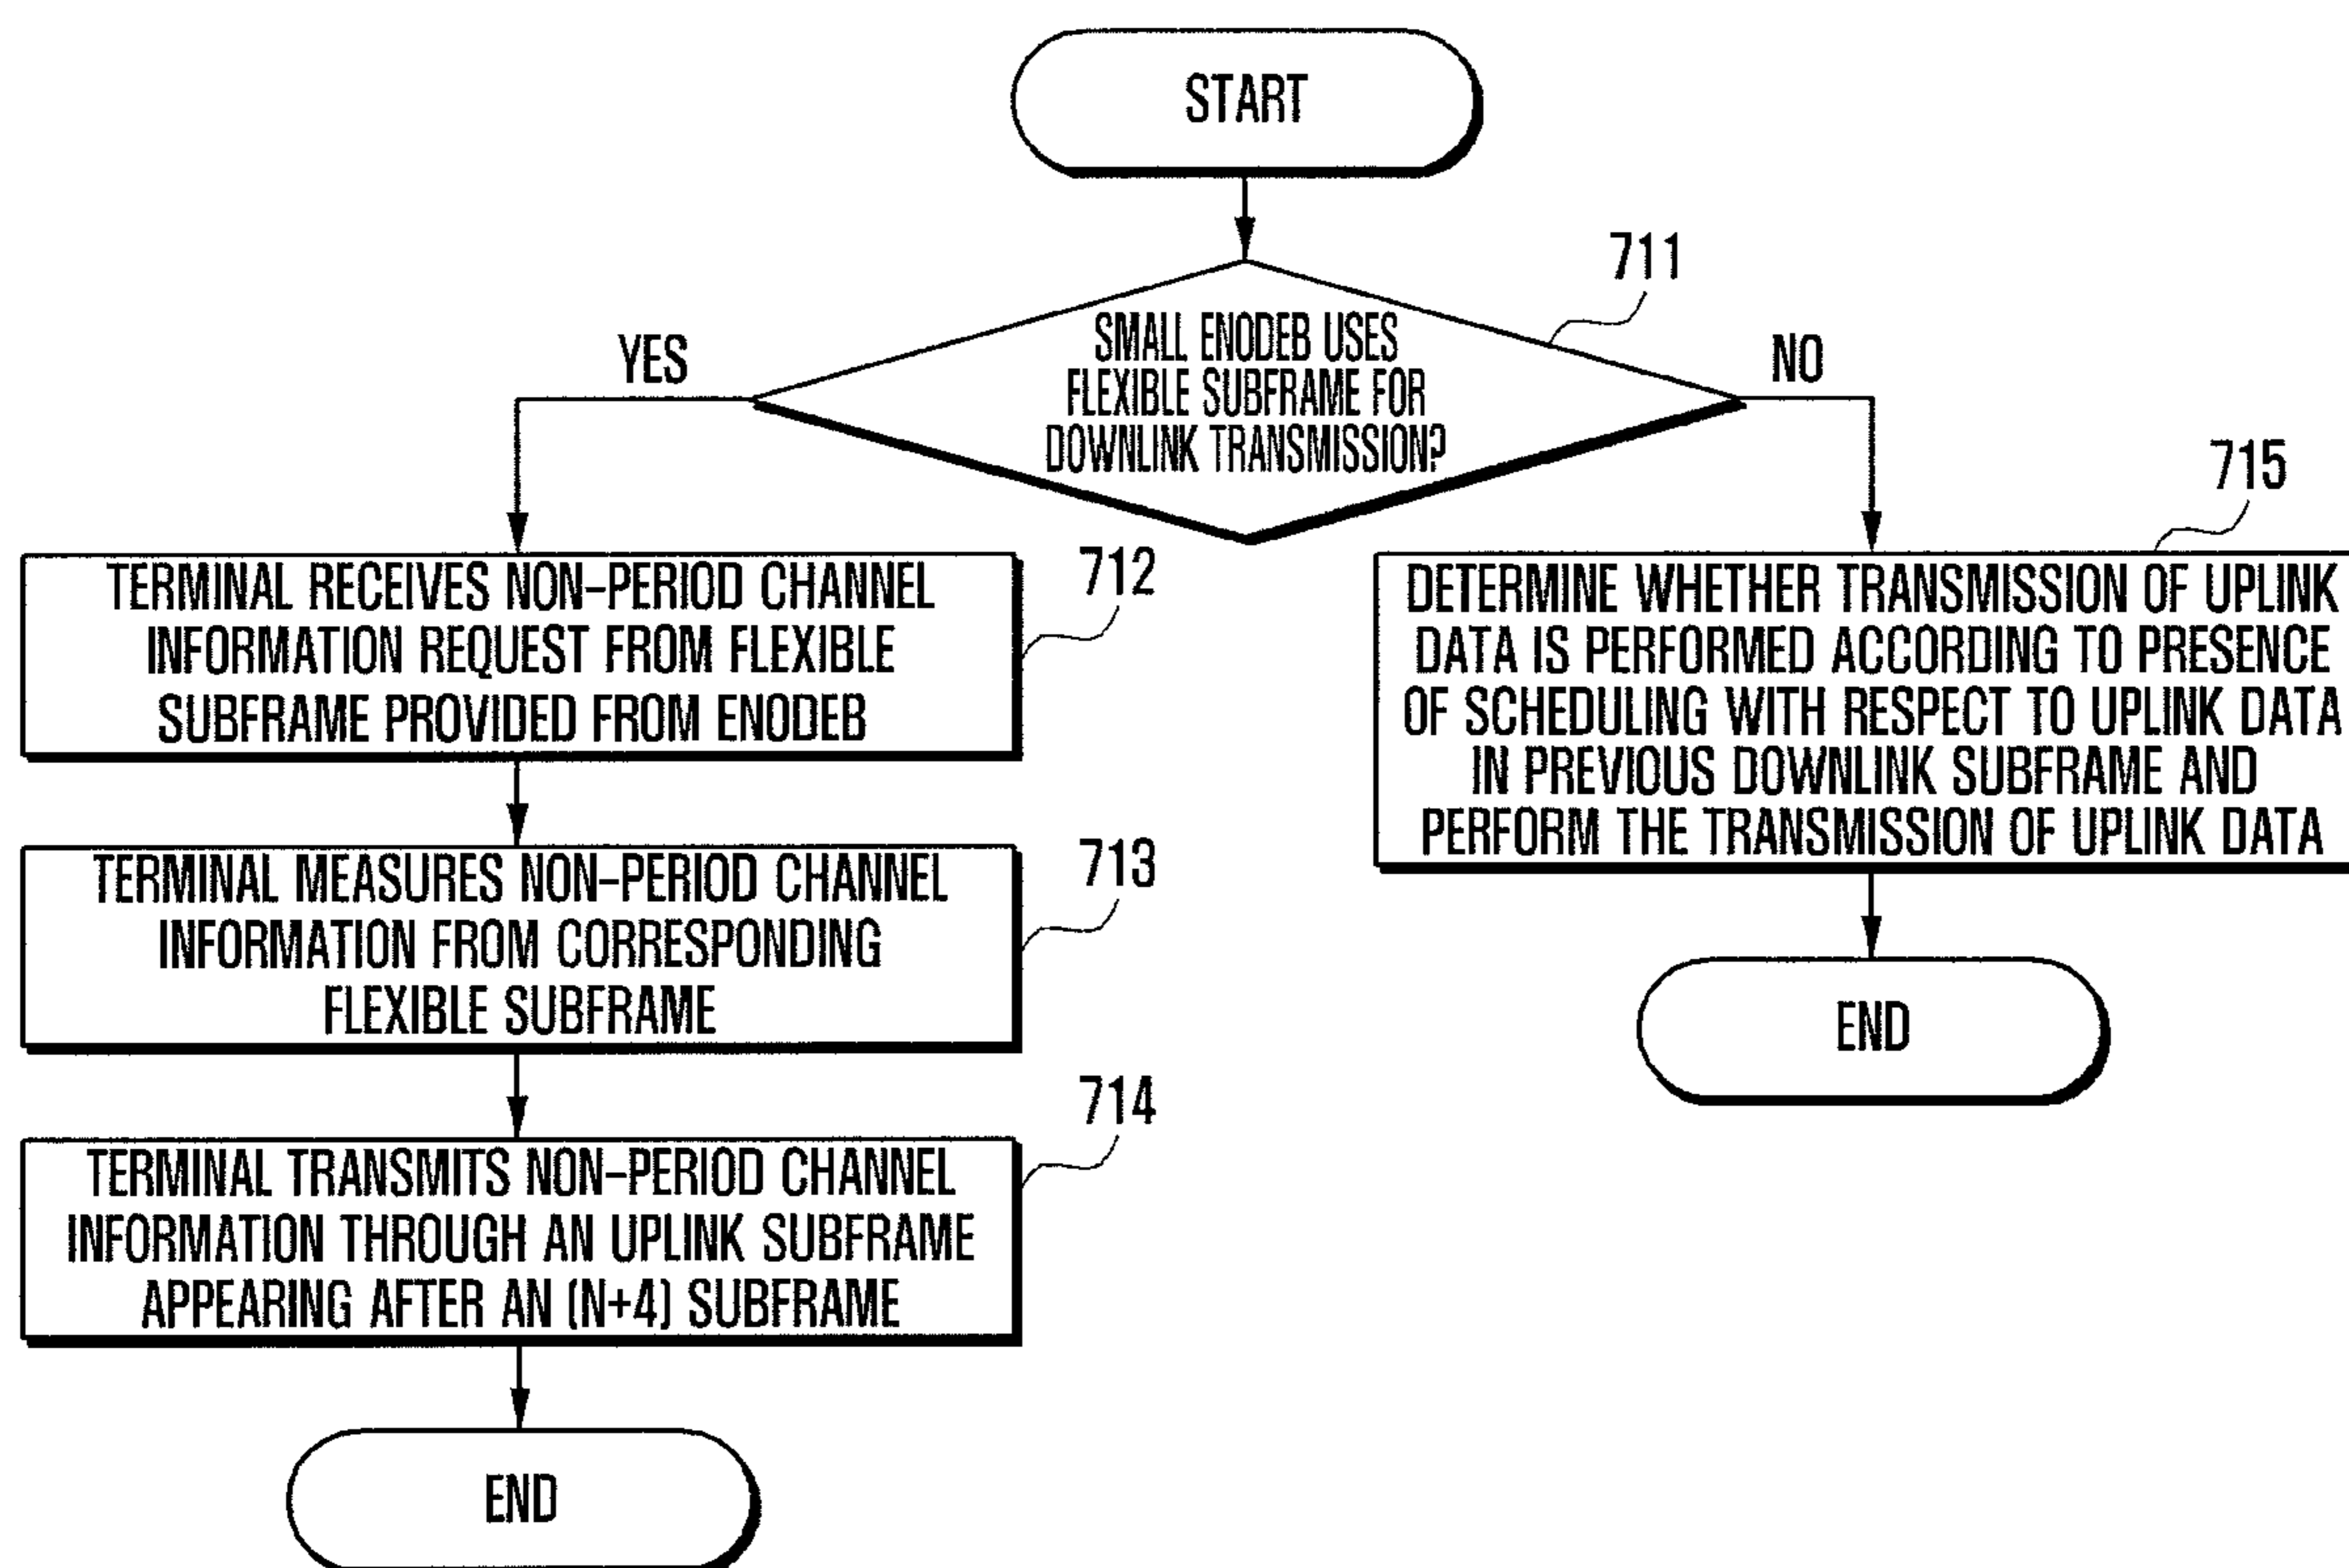 START
711
SMALL ENODEB USES
FLEXIBLE SUBFRAME FOR
DOWNLINK TRANSMISSION?
YES
NO
712
TERMINAL RECEIVES NON-PERIOD CHANNEL
INFORMATION REQUEST FROM FLEXIBLE
SUBFRAME PROVIDED FROM ENODEB
713
TERMINAL MEASURES NON-PERIOD CHANNEL
INFORMATION FROM CORRESPONDING
FLEXIBLE SUBFRAME
714
TERMINAL TRANSMITS NON-PERIOD CHANNEL
INFORMATION THROUGH AN UPLINK SUBFRAME
APPEARING AFTER AN (N+4) SUBFRAME
END
715
DETERMINE WHETHER TRANSMISSION OF UPLINK
DATA IS PERFORMED ACCORDING TO PRESENCE
OF SCHEDULING WITH RESPECT TO UPLINK DATA
IN PREVIOUS DOWNLINK SUBFRAME AND
PERFORM THE TRANSMISSION OF UPLINK DATA
END